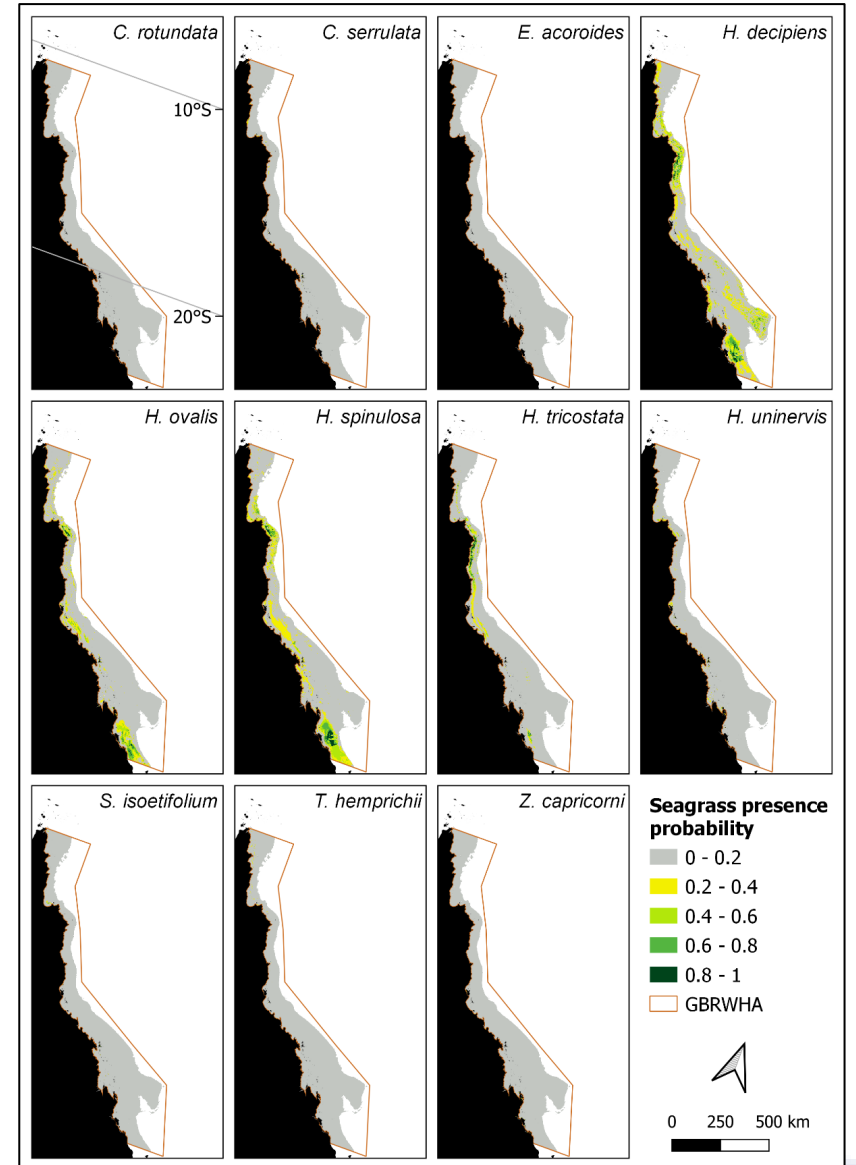 C. rotundata
C. serrulata
E. acoroides
H. decipiens
10°S
20°S
H. ovalis
H. spinulosa
H. tricostata
H. uninervis
S. isoetifolium
T. hemprichii
Z. capricorni
Seagrass presence
probability
0 - 0.2
0.2 - 0.4
0.4 - 0.6
0.6 - 0.8
0.8 - 1
GBRWHA
0 250 500 km